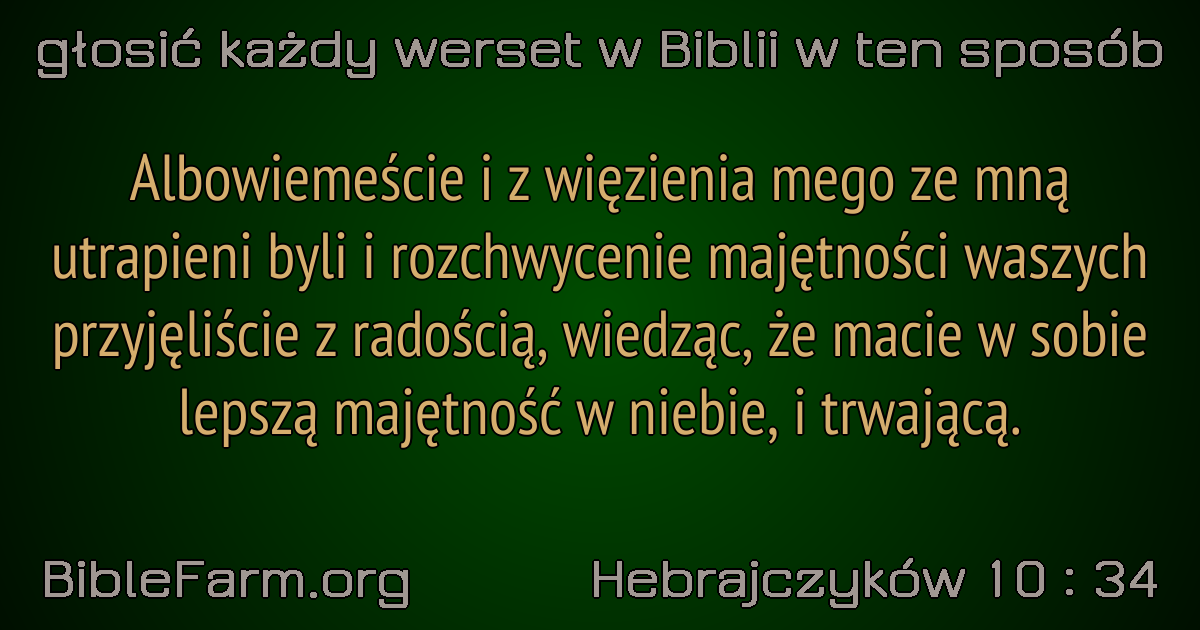 głosić każdy werset w Biblii w ten sposób
Albowiemeście i z więzienia mego ze mną
utrapieni byli i rozchwycenie majętności waszych
przyjęliście z radością, wiedząc, że macie w sobie
lepszą majętność w niebie, i trwającą.
BibleFarm.org
Hebrajczyków 10 : 34